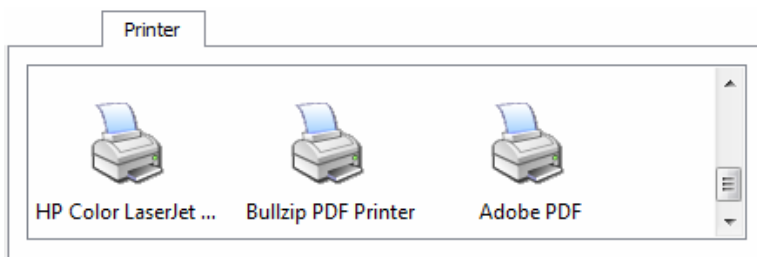 Printer
HP Color LaserJet ...
Bullzip PDF Printer
Adobe PDF